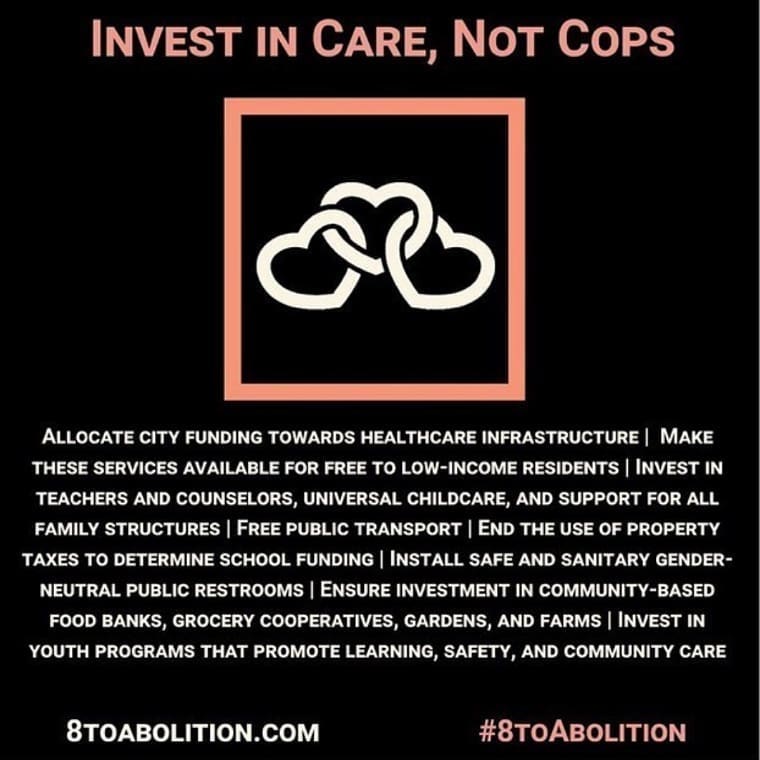 Invest in Care, Not Cops
Allocate city funding towards healthcare infrastructure | Make
these services available for free to low-income residents | Invest in
teachers and counselors, universal childcare, and support for all
family structures | Free public transport | End the use of property
taxes to determine school funding | Install safe and sanitary gender-
neutral public restrooms | Ensure investment in community-based
food banks, grocery cooperatives, gardens, and farms | Invest in
youth programs that promote learning, safety, and community care
8toAbolition.com
#8toAbolition